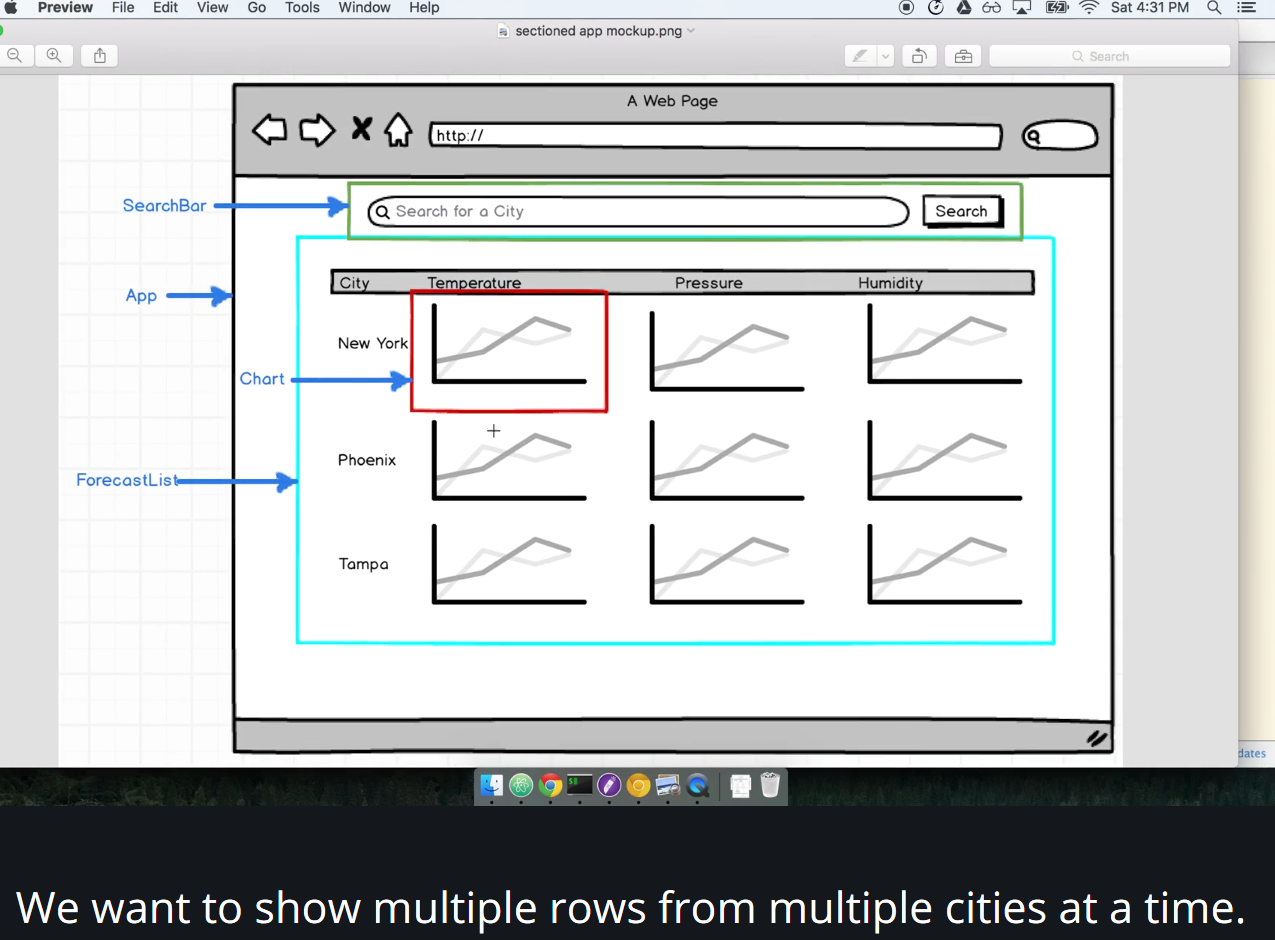 Preview File Edit View Go Tools Window Help Sat 4:31 PM
sectioned app mockup.png
Search
A Web Page
http://
SearchBar
Search for a City Search
App
City Temperature Pressure Humidity
New York
Chart
Phoenix
ForecastList
Tampa
dates
We want to show multiple rows from multiple cities at a time.